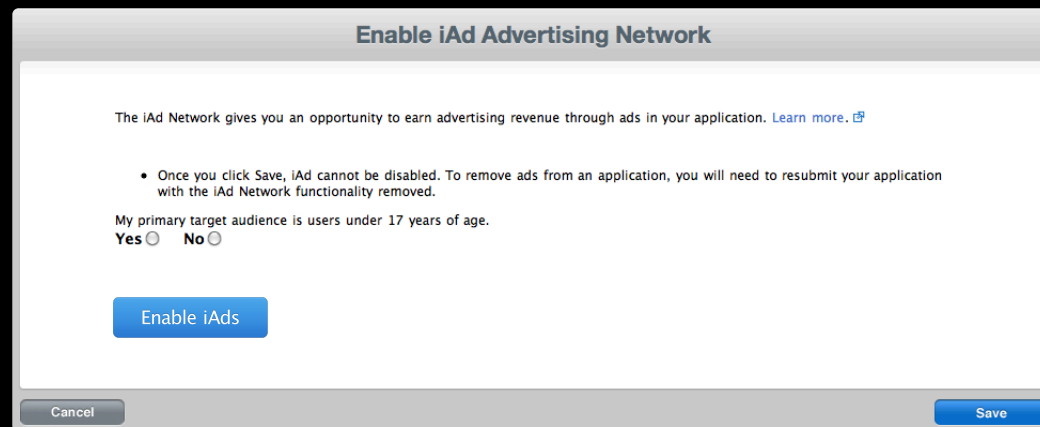 Enable iAd Advertising Network
The iAd Network gives you an opportunity to earn advertising revenue through ads in your application. Learn more.
• Once you click Save, iAd cannot be disabled. To remove ads from an application, you will need to resubmit your application
with the iAd Network functionality removed.
My primary target audience is users under 17 years of age.
Yes No
Enable iAds
Cancel Save